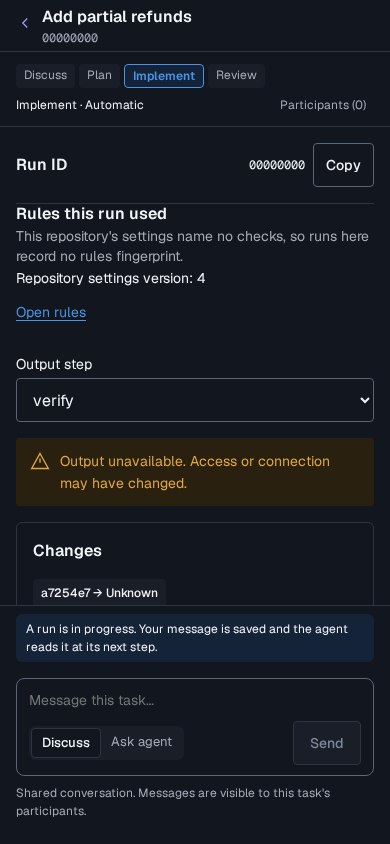 Add partial refunds
00000000
Discuss
Plan
Implement
Review
Implement · Automatic
Participants (0)
Run ID
00000000
Copy
Rules this run used
This repository's settings name no checks, so runs here
record no rules fingerprint.
Repository settings version: 4
Open rules
Output step
verify
Output unavailable. Access or connection
may have changed.
Changes
a7254e7 → Unknown
A run is in progress. Your message is saved and the agent
reads it at its next step.
Message this task...
Discuss
Ask agent
Send
Shared conversation. Messages are visible to this task's
participants.